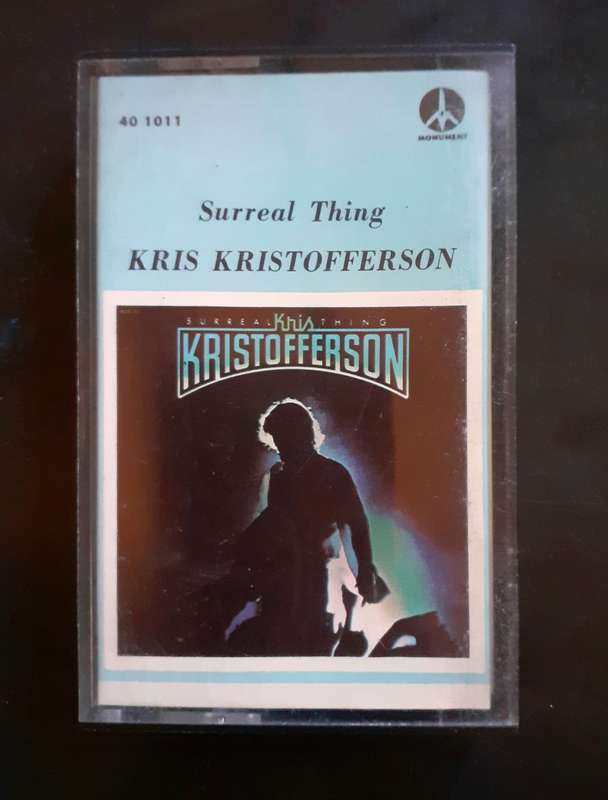 40 1011
MONUMENT
Surreal Thing
KRIS KRISTOFFERSON
SURREAL Kris THING
KRISTOFFERSON